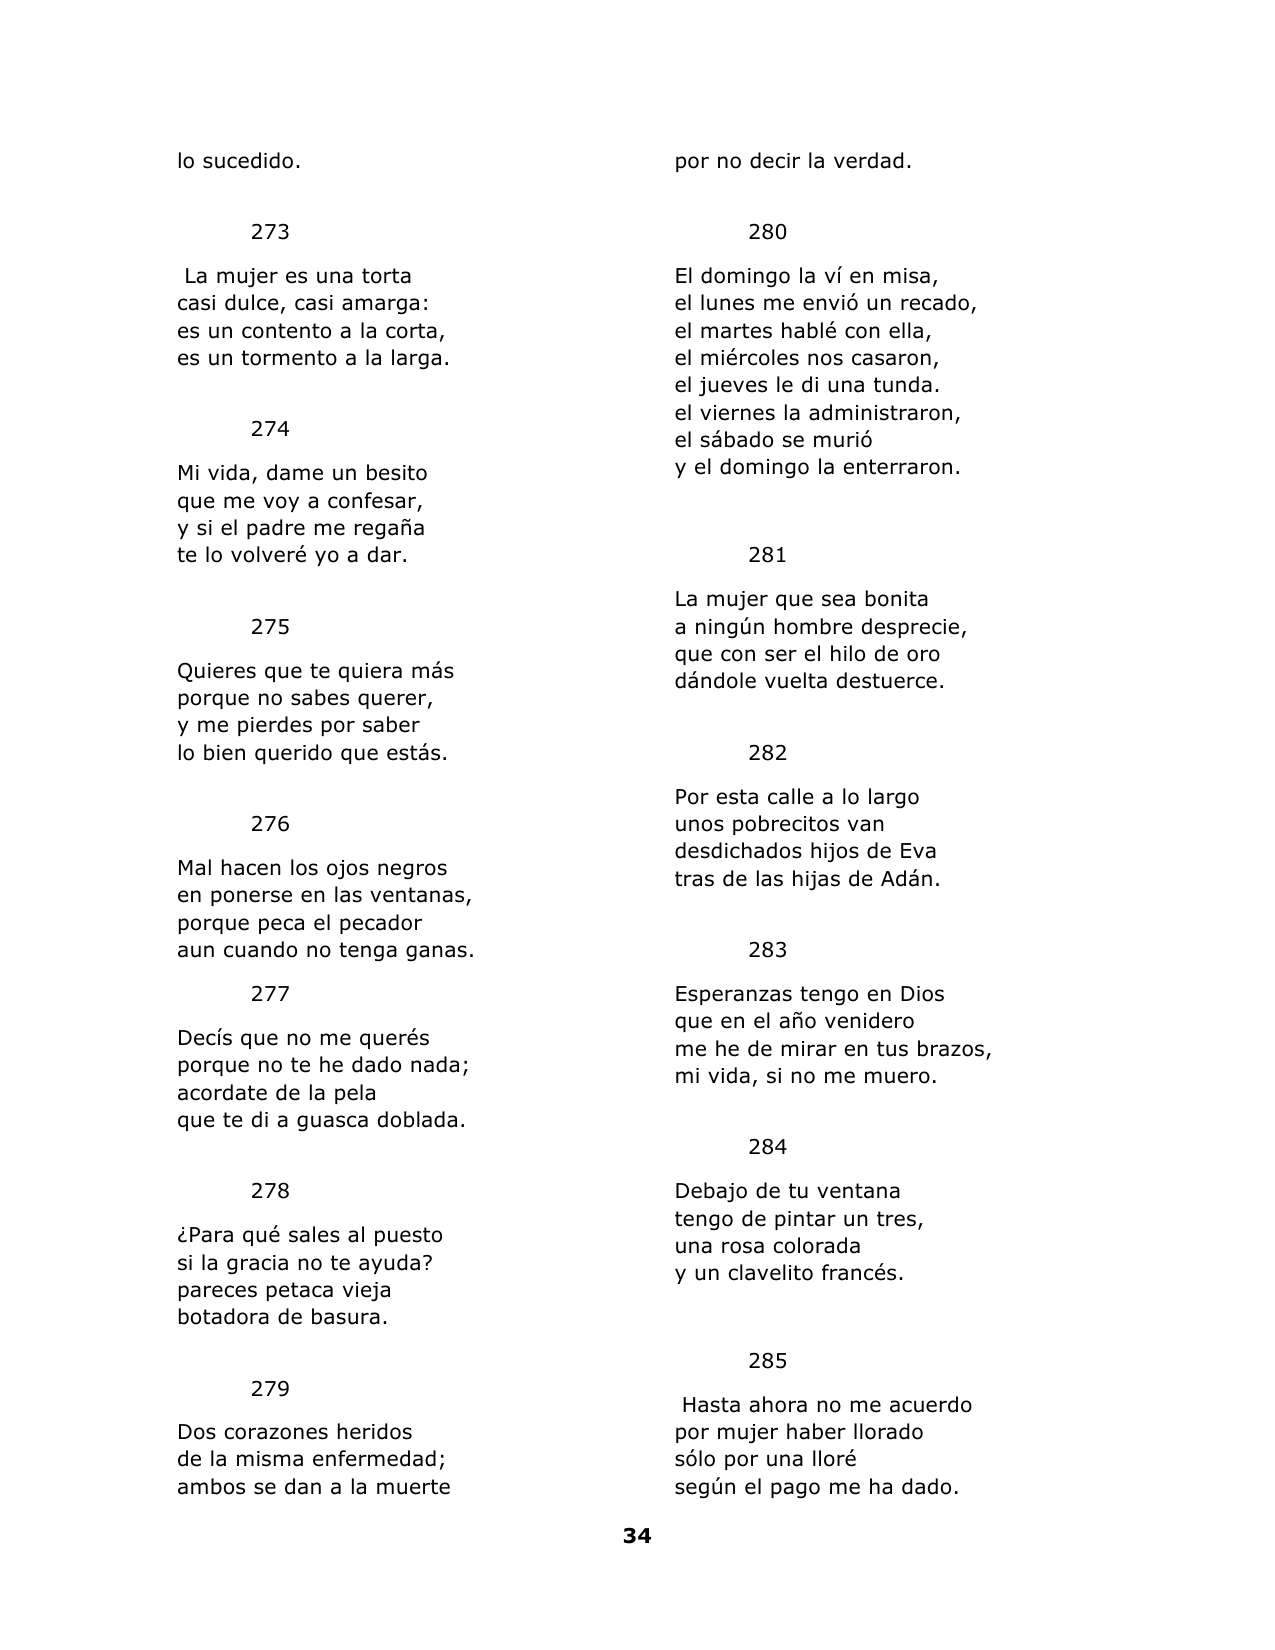 lo sucedido.
273
La mujer es una torta
casi dulce, casi amarga:
es un contento a la corta,
es un tormento a la larga.
274
Mi vida, dame un besito
que me voy a confesar,
y si el padre me regaña
te lo volveré yo a dar.
275
Quieres que te quiera más
porque no sabes querer,
y me pierdes por saber
lo bien querido que estás.
276
Mal hacen los ojos negros
en ponerse en las ventanas,
porque peca el pecador
aun cuando no tenga ganas.
277
Decís que no me querés
porque no te he dado nada;
acordate de la pela
que te di a guasca doblada.
278
¿Para qué sales al puesto
si la gracia no te ayuda?
pareces petaca vieja
botadora de basura.
279
Dos corazones heridos
de la misma enfermedad;
ambos se dan a la muerte
por no decir la verdad.
280
El domingo la ví en misa,
el lunes me envió un recado,
el martes hablé con ella,
el miércoles nos casaron,
el jueves le di una tunda.
el viernes la administraron,
el sábado se murió
y el domingo la enterraron.
281
La mujer que sea bonita
a ningún hombre desprecie,
que con ser el hilo de oro
dándole vuelta destuerce.
282
Por esta calle a lo largo
unos pobrecitos van
desdichados hijos de Eva
tras de las hijas de Adán.
283
Esperanzas tengo en Dios
que en el año venidero
me he de mirar en tus brazos,
mi vida, si no me muero.
284
Debajo de tu ventana
tengo de pintar un tres,
una rosa colorada
y un clavelito francés.
285
Hasta ahora no me acuerdo
por mujer haber llorado
sólo por una lloré
según el pago me ha dado.
34